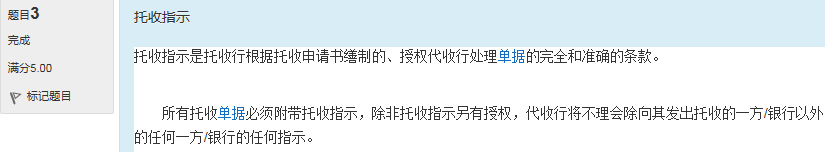 题目3
完成
满分5.00
标记题目
托收指示
托收指示是托收行根据托收申请书缮制的、授权代收行处理单据的完全和准确的条款。
所有托收单据必须附带托收指示，除非托收指示另有授权，代收行将不理会除向其发出托收的一方/银行以外
的任何一方/银行的任何指示。